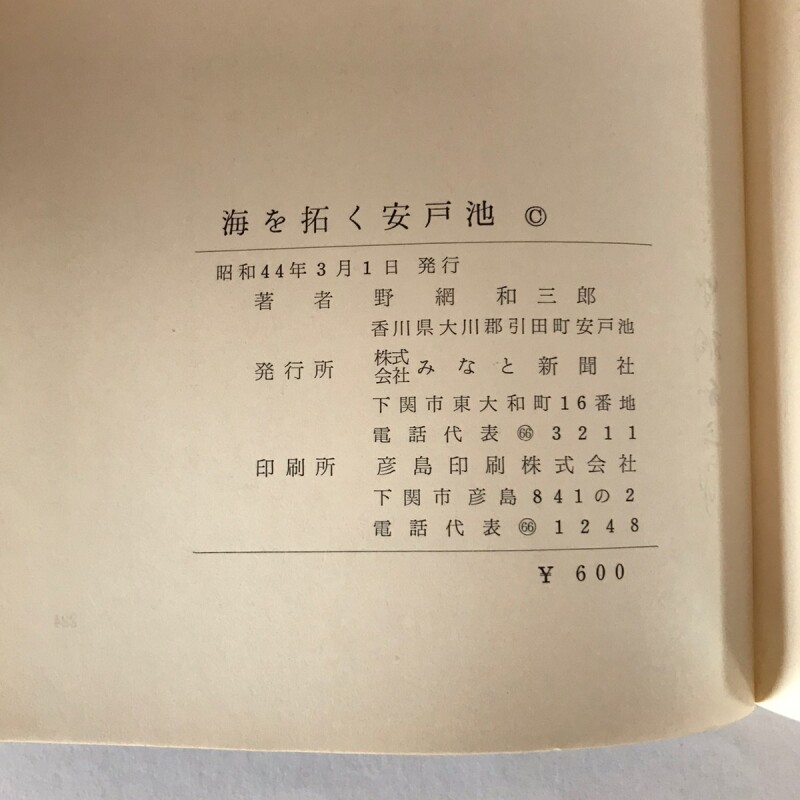 海を拓く安戸池 ©
昭和44年3月1日 発行
著者 野網和三郎
香川県大川郡引田町安戸池
発行所 株式会社みなと新聞社
下関市東大和町16番地
電話代表 66 3211
印刷所 彦島印刷株式会社
下関市彦島841の2
電話代表 66 1248
¥600